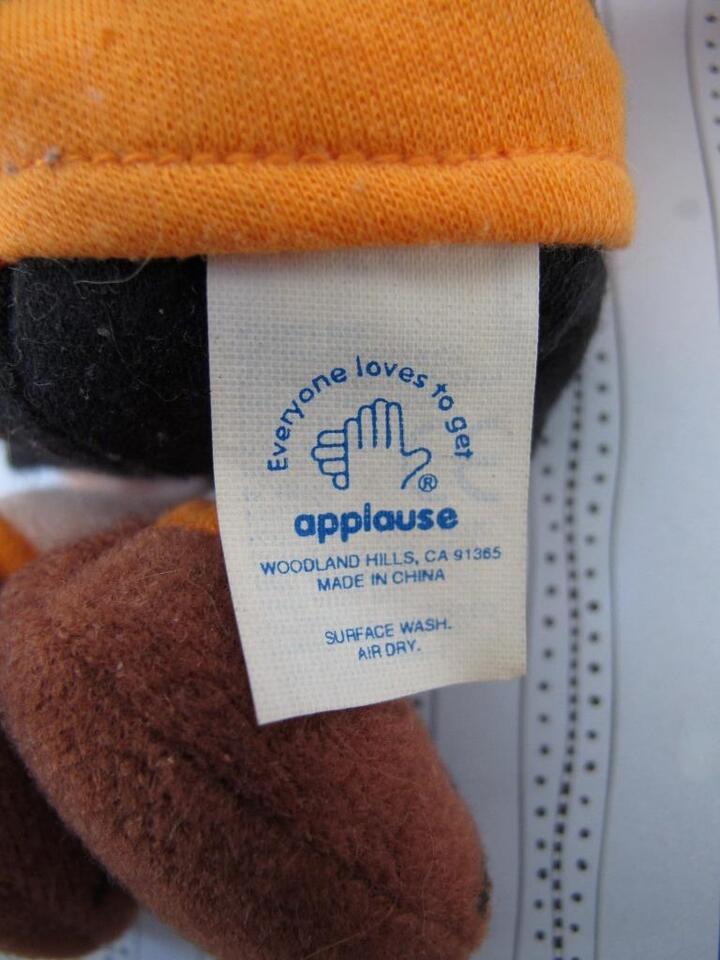 Everyone loves to get
®
applause
WOODLAND HILLS, CA 91365
MADE IN CHINA
SURFACE WASH.
AIR DRY.